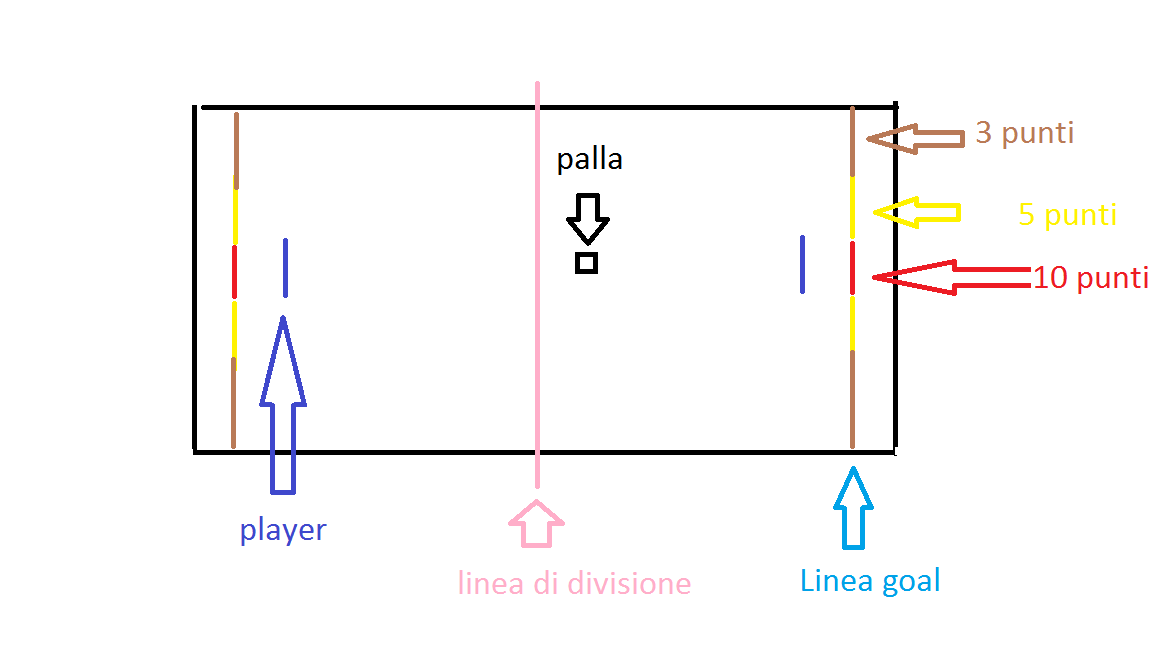 3 punti
palla
5 punti
10 punti
player
linea di divisione
Linea goal